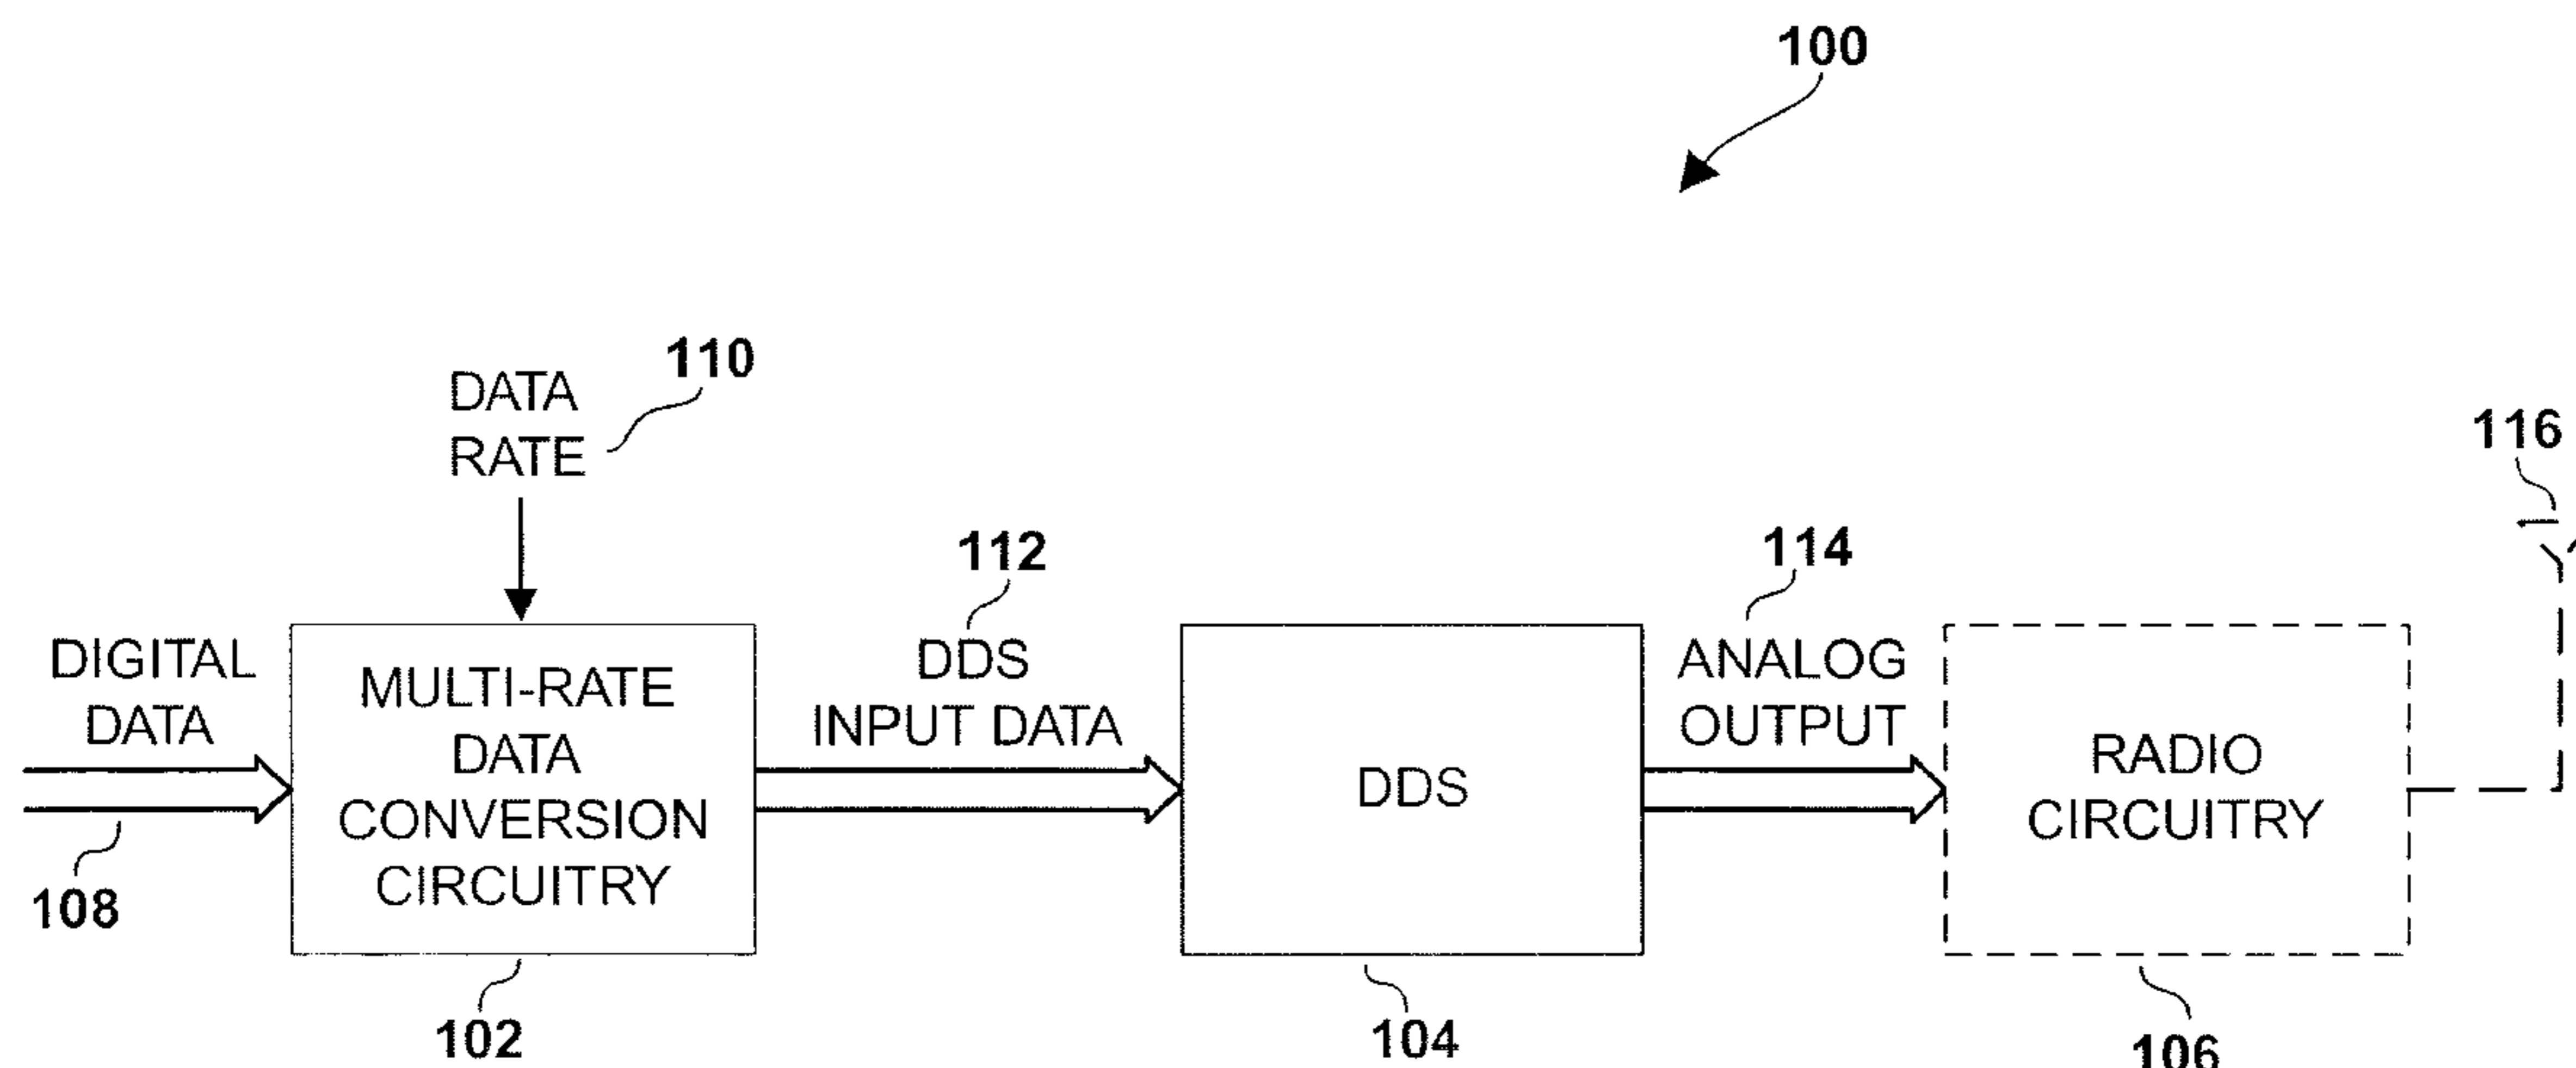 100
110
DATA
RATE
116
112
114
DIGITAL
DATA
MULTI-RATE
DATA
CONVERSION
CIRCUITRY
DDS
INPUT DATA
DDS
ANALOG
OUTPUT
RADIO
CIRCUITRY
108
102
104
106